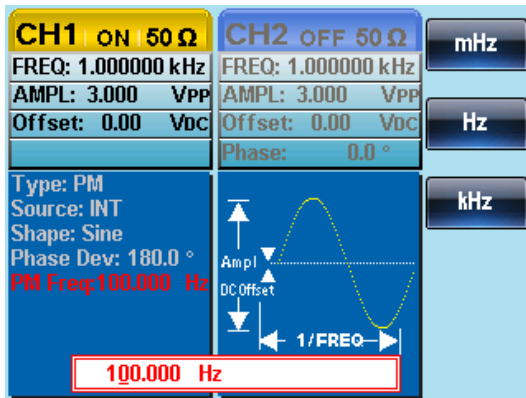 CH1 ON 50 Ω
FREQ: 1.000000 kHz
AMPL: 3.000 VPP
Offset: 0.00 VDC
CH2 OFF 50 Ω
FREQ: 1.000000 kHz
AMPL: 3.000 VPP
Offset: 0.00 VDC
Phase: 0.0 °
mHz
Hz
kHz
Type: PM
Source: INT
Shape: Sine
Phase Dev: 180.0 °
PM Freq:100.000 Hz
Ampl
DC Offset
1/FREQ
100.000 Hz